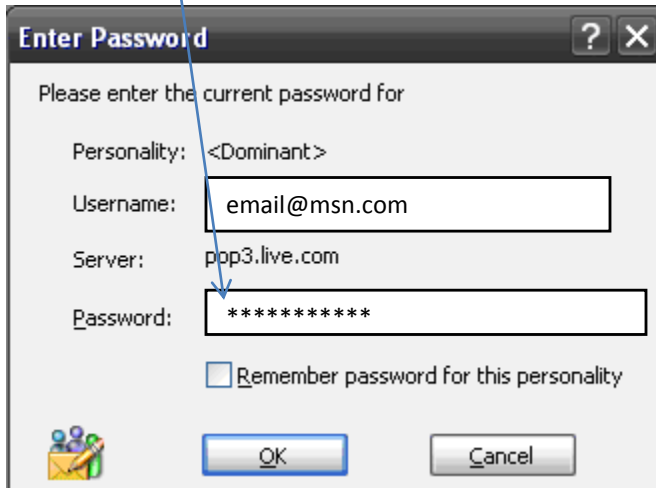 Enter Password
?
Please enter the current password for
Personality: <Dominant>
Username: email@msn.com
Server: pop3.live.com
Password: ***********
Remember password for this personality
OK Cancel